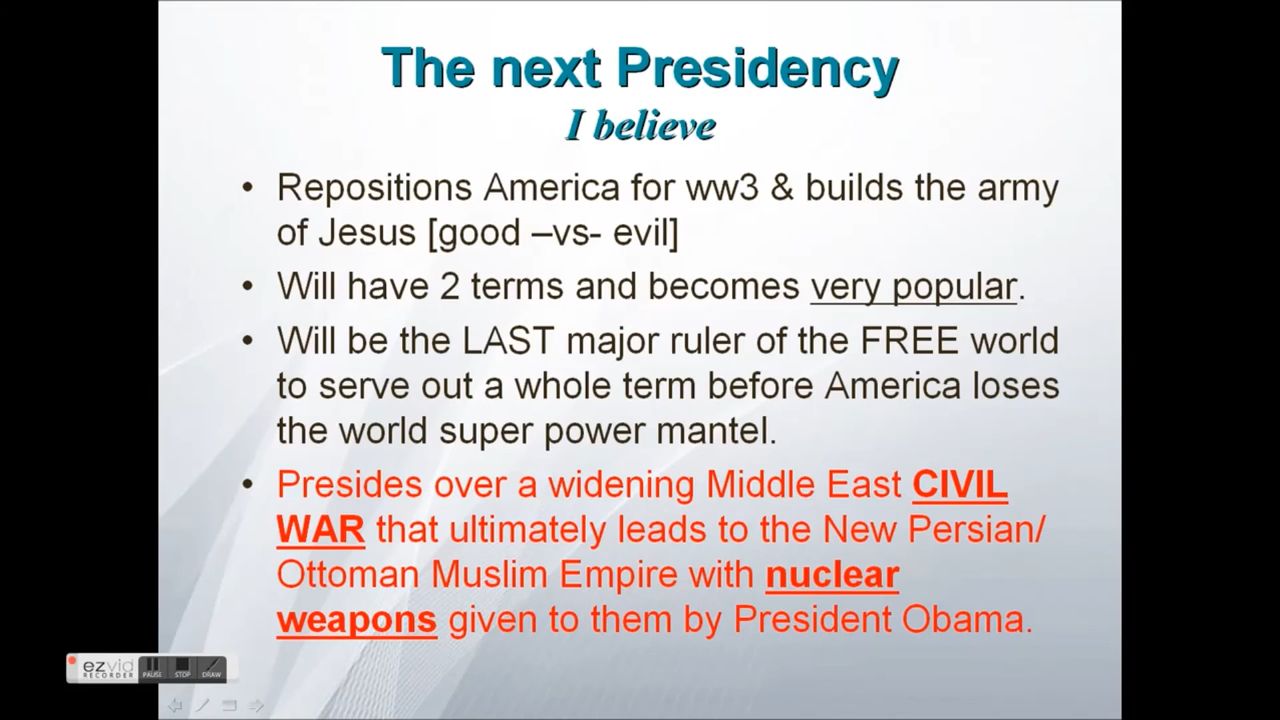 The next Presidency
I believe
• Repositions America for ww3 & builds the army
of Jesus [good –vs- evil]
• Will have 2 terms and becomes very popular.
• Will be the LAST major ruler of the FREE world
to serve out a whole term before America loses
the world super power mantel.
• Presides over a widening Middle East CIVIL
WAR that ultimately leads to the New Persian/
Ottoman Muslim Empire with nuclear
weapons given to them by President Obama.
ezvid
RECORDER
PAUSE STOP DRAW